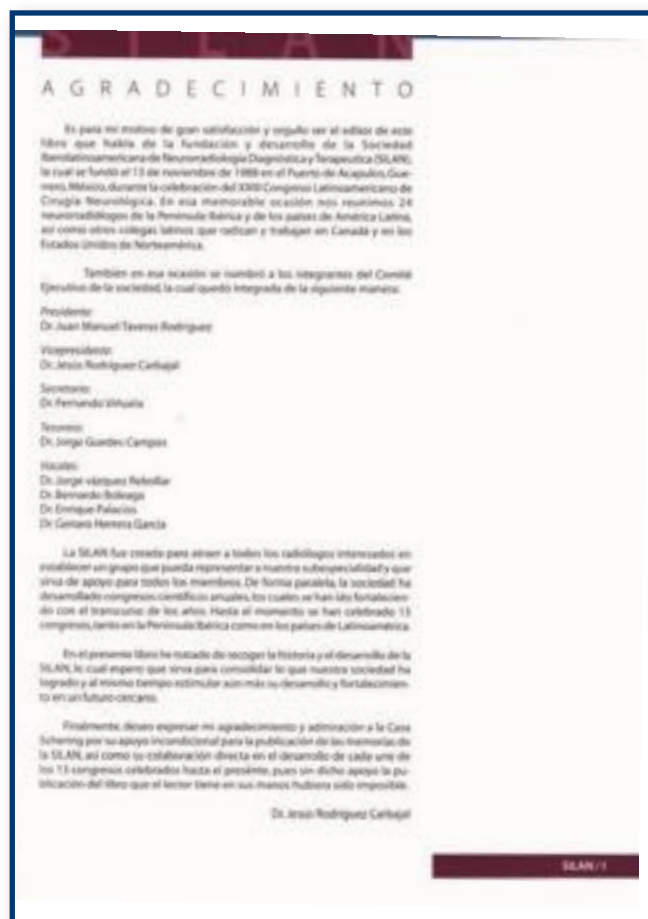 SILAN
AGRADECIMIENTO
Es para mi motivo de gran satisfacción y orgullo ser el editor de este
libro que habla de la fundación y desarrollo de la Sociedad
Iberolatinoamericana de Neurorradiología Diagnóstica y Terapeutica (SILAN),
la cual se fundó el 13 de noviembre de 1988 en el Puerto de Acapulco, Gue-
rrero, México, durante la celebración del XXIII Congreso Latinoamericano de
Cirugía Neurológica. En esa memorable ocasión nos reunimos 24
neurorradiólogos de la Península Ibérica y de los países de América Latina,
así como otros colegas latinos que radican y trabajan en Canadá y en los
Estados Unidos de Norteamérica.
También en esa ocasión se nombró a los integrantes del Comité
Ejecutivo de la sociedad, la cual quedó integrada de la siguiente manera:
Presidente:
Dr. Juan Manuel Taveras Rodríguez
Vicepresidente:
Dr. Jesús Rodríguez Carbajal
Secretario:
Dr. Fernando Viñuela
Tesorero:
Dr. Jorge Guedes Campos
Vocales:
Dr. Jorge vázquez Rebollar
Dr. Bernardo Boleaga
Dr. Enrique Palacios
Dr. Genaro Herrera García
La SILAN fue creada para atraer a todos los radiólogos interesados en
establecer un grupo que pueda representar a nuestra subespecialidad y que
sirva de apoyo para todos los miembros. De forma paralela, la sociedad ha
desarrollado congresos científicos anuales, los cuales se han ido fortalecien-
do con el transcurso de los años. Hasta el momento se han celebrado 13
congresos, tanto en la Península Ibérica como en los países de Latinoamérica.
En el presente libro he tratado de recoger la historia y el desarrollo de la
SILAN, lo cual espero que sirva para consolidar lo que nuestra sociedad ha
logrado y al mismo tiempo estimular aún más su desarrollo y fortalecimien-
to en un futuro cercano.
Finalmente, deseo expresar mi agradecimiento y admiración a la Casa
Schering por su apoyo incondicional para la publicación de las memorias de
la SILAN, así como su colaboración directa en el desarrollo de cada uno de
los 13 congresos celebrados hasta el presente, pues sin dicho apoyo la pu-
blicación del libro que el lector tiene en sus manos hubiera sido imposible.
Dr. Jesús Rodríguez Carbajal
SILAN / 1